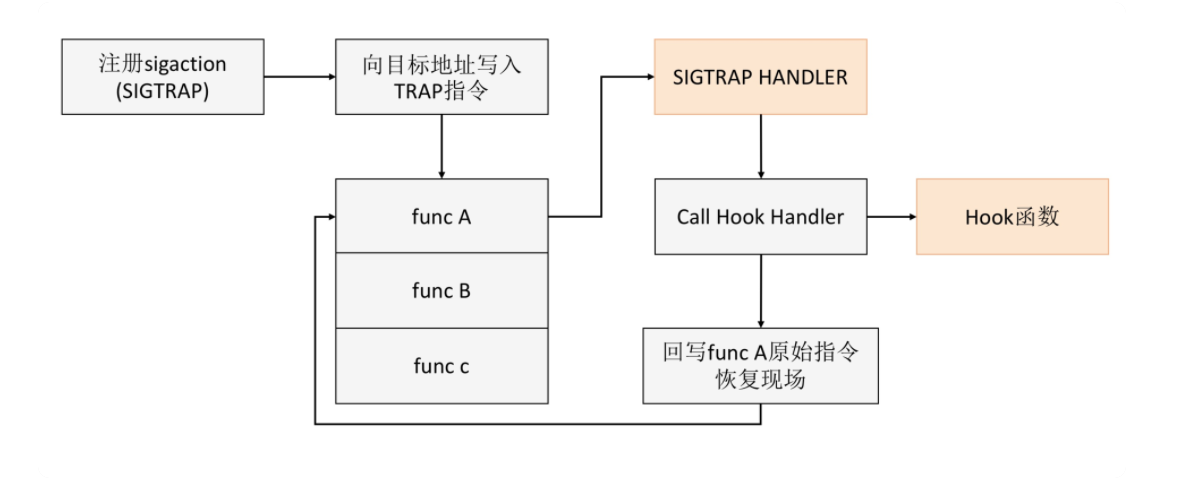 注册sigaction
(SIGTRAP)
向目标地址写入
TRAP指令
SIGTRAP HANDLER
func A
func B
func c
Call Hook Handler
Hook函数
回写func A原始指令
恢复现场